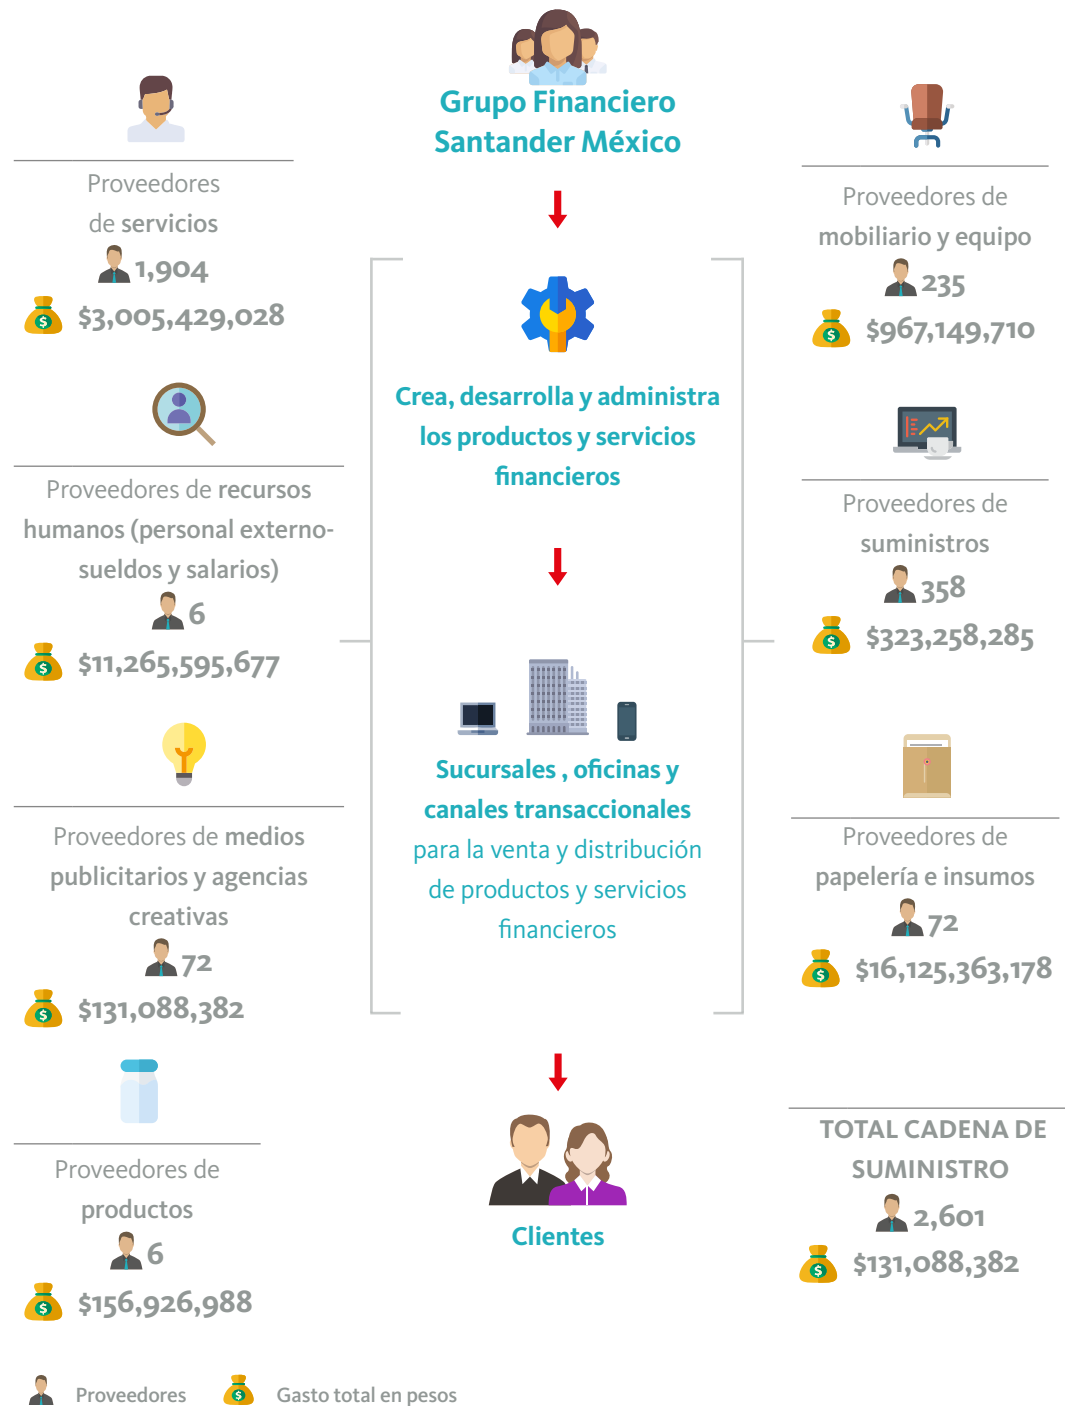 Grupo Financiero
Santander México
Proveedores
de servicios
1,904
$3,005,429,028
Proveedores de recursos
humanos (personal externo-
sueldos y salarios)
6
$11,265,595,677
Proveedores de medios
publicitarios y agencias
creativas
72
$131,088,382
Proveedores de
productos
6
$156,926,988
Crea, desarrolla y administra
los productos y servicios
financieros
Sucursales , oficinas y
canales transaccionales
para la venta y distribución
de productos y servicios
financieros
Clientes
Proveedores de
mobiliario y equipo
235
$967,149,710
Proveedores de
suministros
358
$323,258,285
Proveedores de
papelería e insumos
72
$16,125,363,178
TOTAL CADENA DE
SUMINISTRO
2,601
$131,088,382
Proveedores
Gasto total en pesos